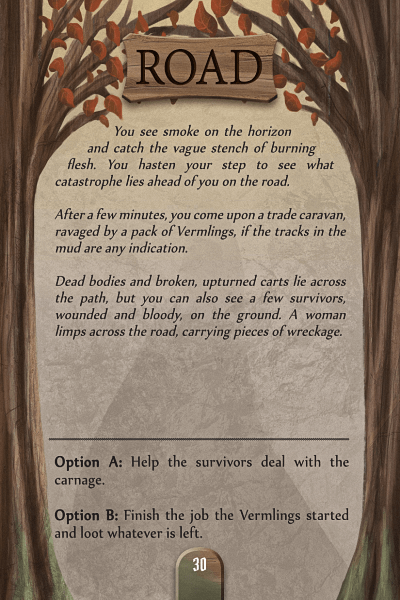 ROAD
You see smoke on the horizon
and catch the vague stench of burning
flesh. You hasten your step to see what
catastrophe lies ahead of you on the road.
After a few minutes, you come upon a trade caravan,
ravaged by a pack of Vermlings, if the tracks in the
mud are any indication.
Dead bodies and broken, upturned carts lie across
the path, but you can also see a few survivors,
wounded and bloody, on the ground. A woman
limps across the road, carrying pieces of wreckage.
Option A: Help the survivors deal with the
carnage.
Option B: Finish the job the Vermlings started
and loot whatever is left.
30